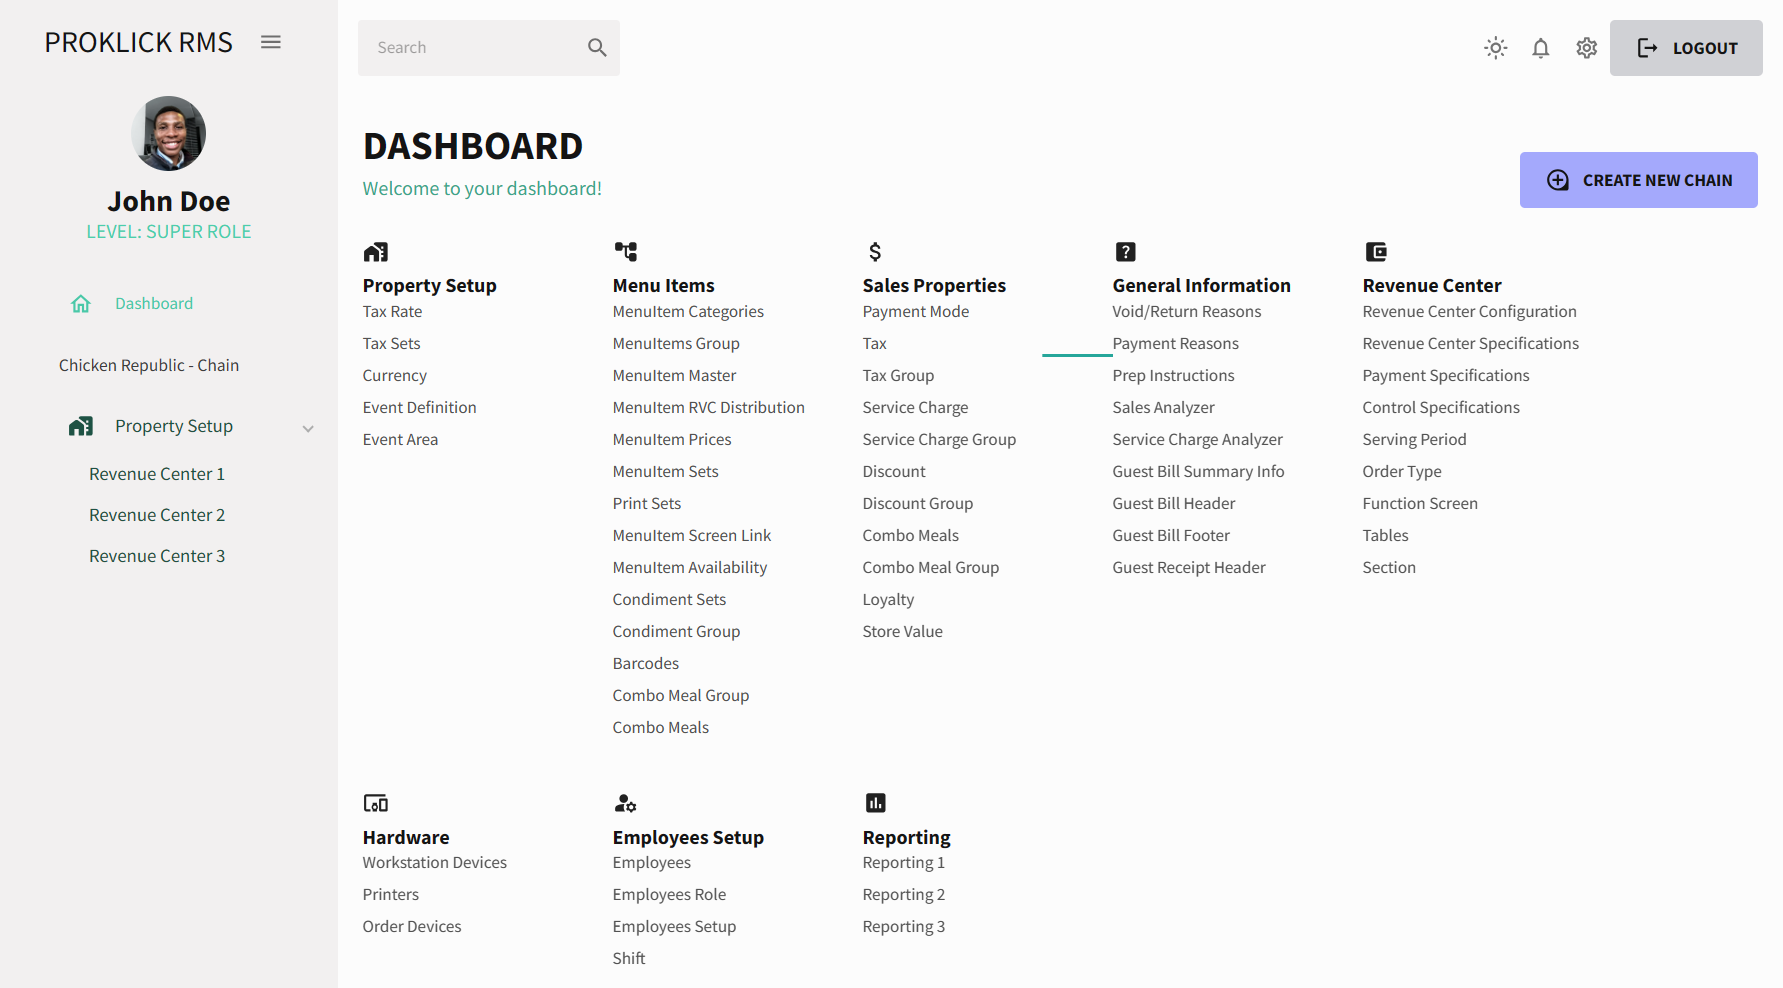 PROKLICK RMS
John Doe
LEVEL: SUPER ROLE
Dashboard
Chicken Republic - Chain
Property Setup
Revenue Center 1
Revenue Center 2
Revenue Center 3
Search
LOGOUT
DASHBOARD
Welcome to your dashboard!
CREATE NEW CHAIN
Property Setup
Tax Rate
Tax Sets
Currency
Event Definition
Event Area
Menu Items
MenuItem Categories
MenuItems Group
MenuItem Master
MenuItem RVC Distribution
MenuItem Prices
MenuItem Sets
Print Sets
MenuItem Screen Link
MenuItem Availability
Condiment Sets
Condiment Group
Barcodes
Combo Meal Group
Combo Meals
Sales Properties
Payment Mode
Tax
Tax Group
Service Charge
Service Charge Group
Discount
Discount Group
Combo Meals
Combo Meal Group
Loyalty
Store Value
General Information
Void/Return Reasons
Payment Reasons
Prep Instructions
Sales Analyzer
Service Charge Analyzer
Guest Bill Summary Info
Guest Bill Header
Guest Bill Footer
Guest Receipt Header
Revenue Center
Revenue Center Configuration
Revenue Center Specifications
Payment Specifications
Control Specifications
Serving Period
Order Type
Function Screen
Tables
Section
Hardware
Workstation Devices
Printers
Order Devices
Employees Setup
Employees
Employees Role
Employees Setup
Shift
Reporting
Reporting 1
Reporting 2
Reporting 3